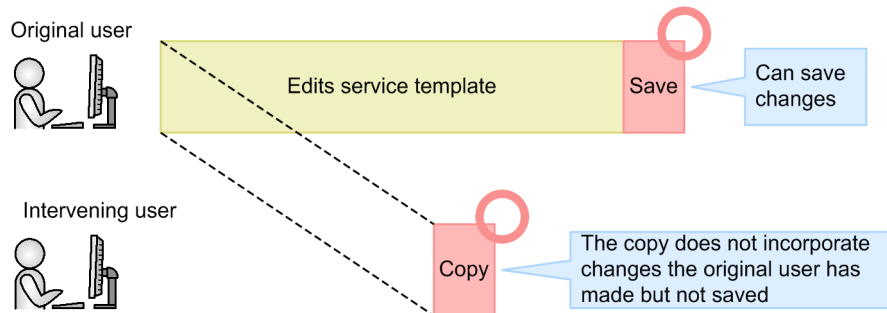 Original user
Edits service template
Save
Can save
changes
Intervening user
Copy
The copy does not incorporate
changes the original user has
made but not saved